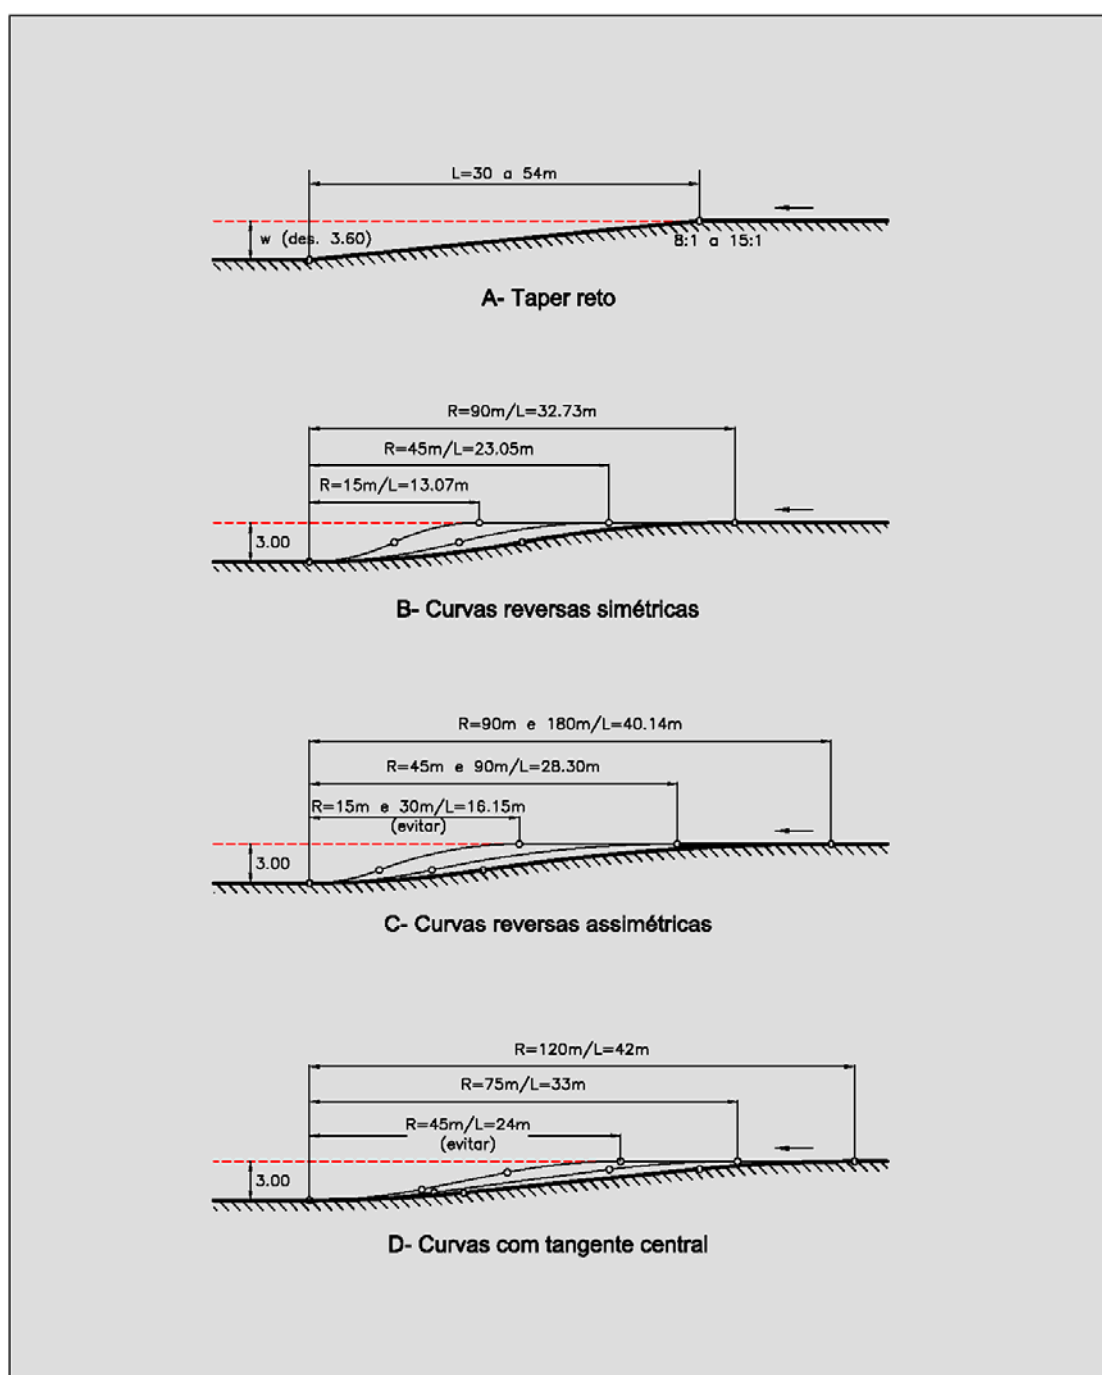 L=30 a 54m
w (des. 3.60)
8:1 a 15:1
A- Taper reto
R=90m/L=32.73m
R=45m/L=23.05m
R=15m/L=13.07m
3.00
B- Curvas reversas simétricas
R=90m e 180m/L=40.14m
R=45m e 90m/L=28.30m
R=15m e 30m/L=16.15m
(evitar)
3.00
C- Curvas reversas assimétricas
R=120m/L=42m
R=75m/L=33m
R=45m/L=24m
(evitar)
3.00
D- Curvas com tangente central